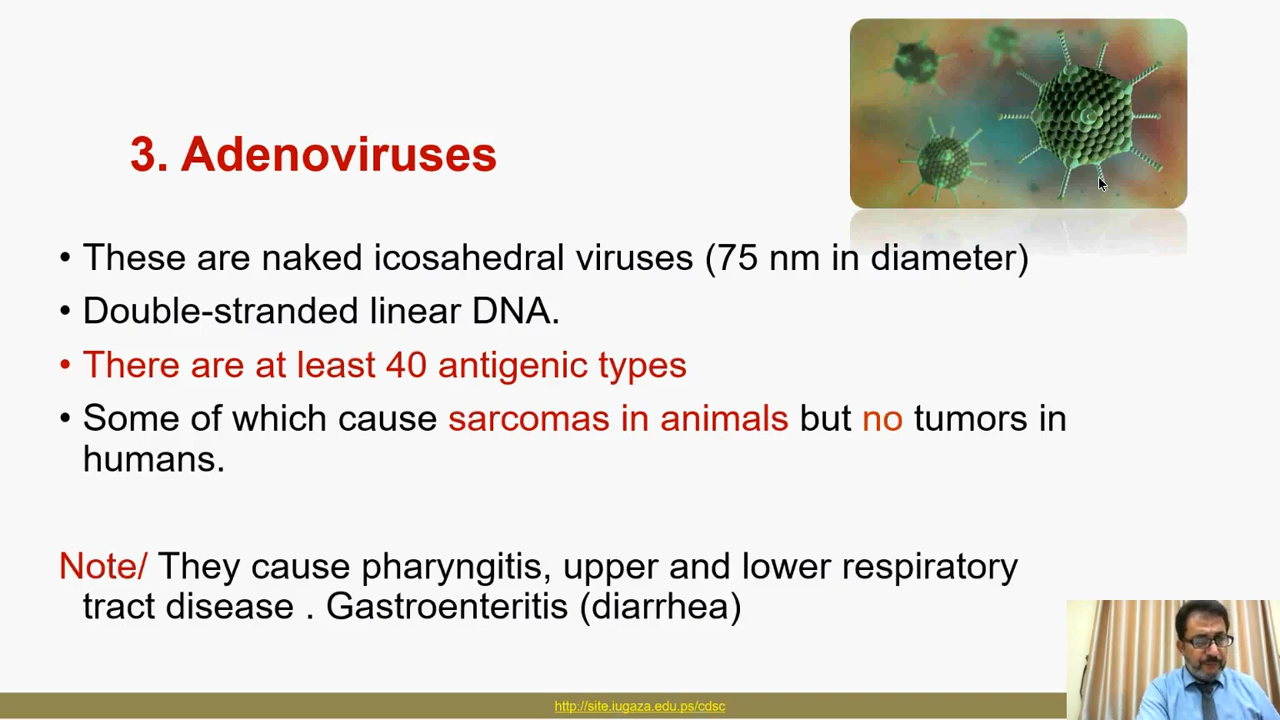 3. Adenoviruses
• These are naked icosahedral viruses (75 nm in diameter)
• Double-stranded linear DNA.
• There are at least 40 antigenic types
• Some of which cause sarcomas in animals but no tumors in
humans.
Note/ They cause pharyngitis, upper and lower respiratory
tract disease . Gastroenteritis (diarrhea)
http://site.iugaza.edu.ps/cdsc